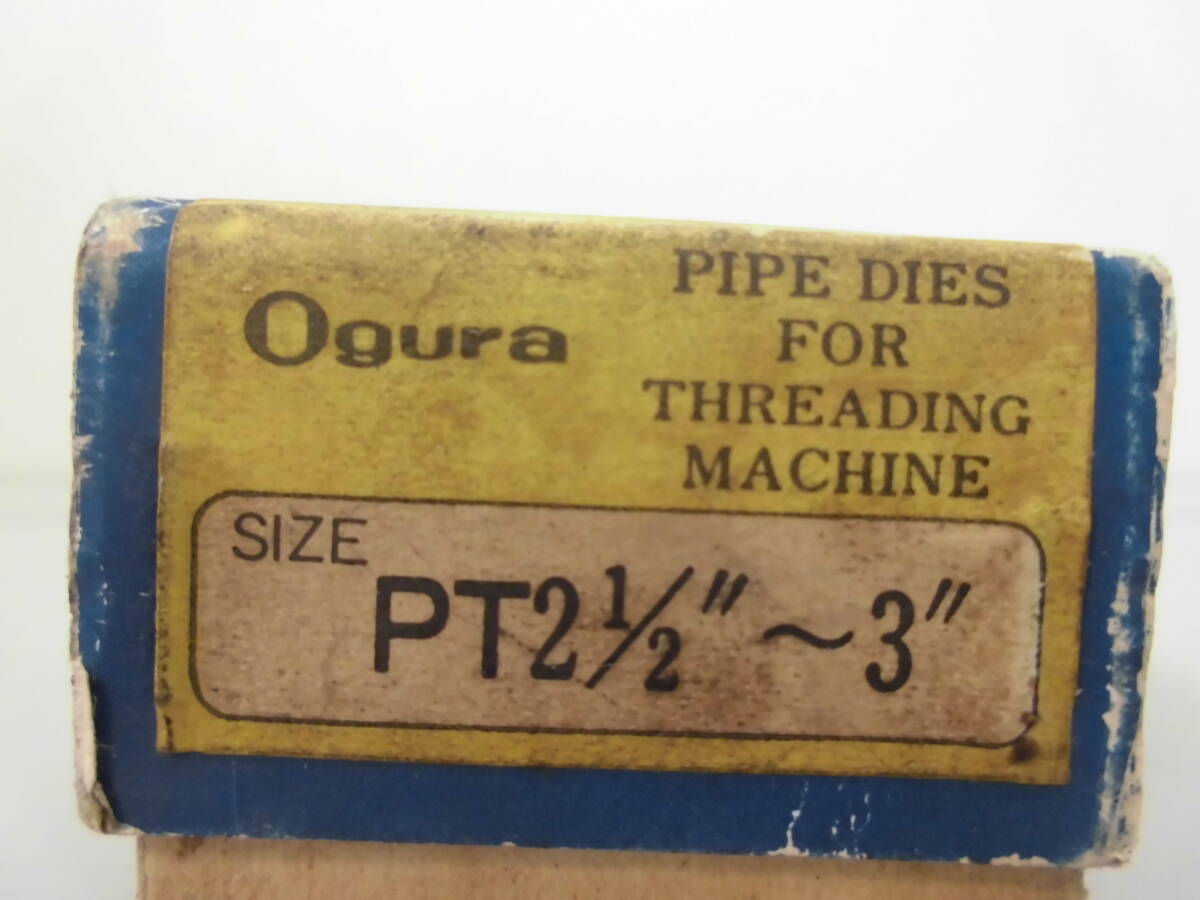 Ogura
PIPE DIES
FOR
THREADING
MACHINE
SIZE
PT2½"~3"